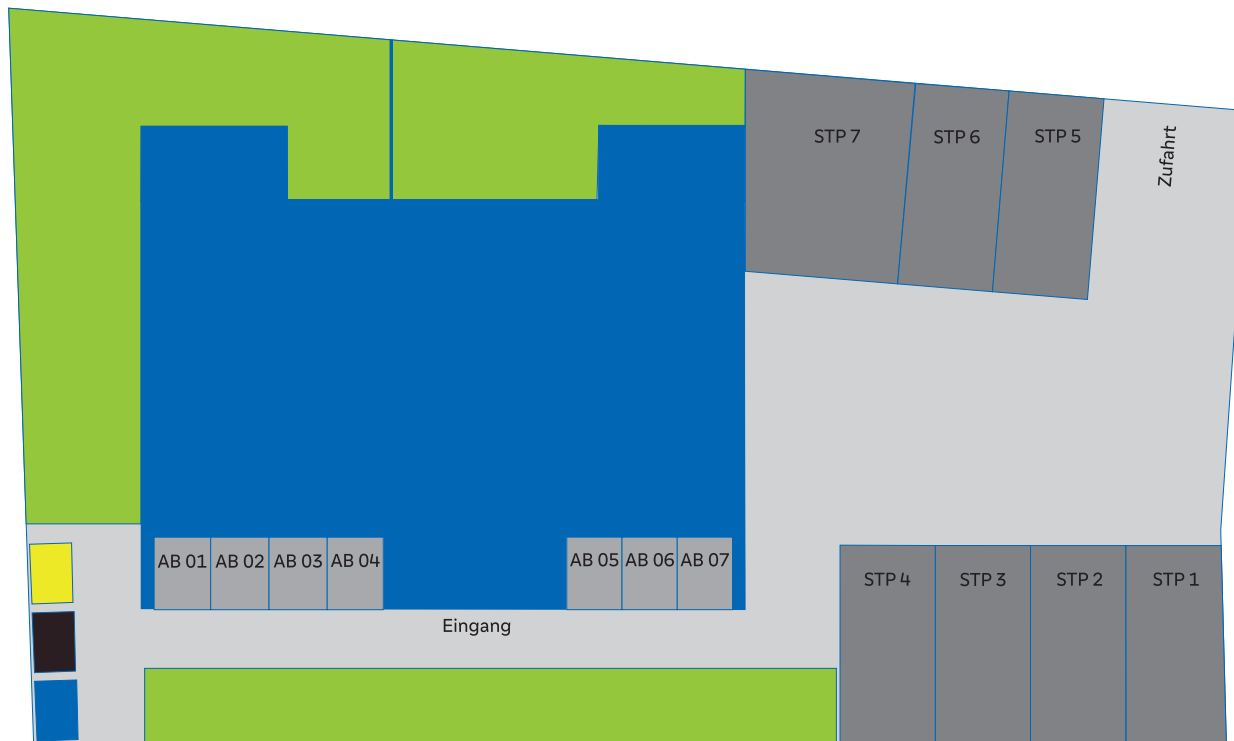 STP 7
STP 6
STP 5
Zufahrt
AB 01
AB 02
AB 03
AB 04
AB 05
AB 06
AB 07
STP 4
STP 3
STP 2
STP 1
Eingang